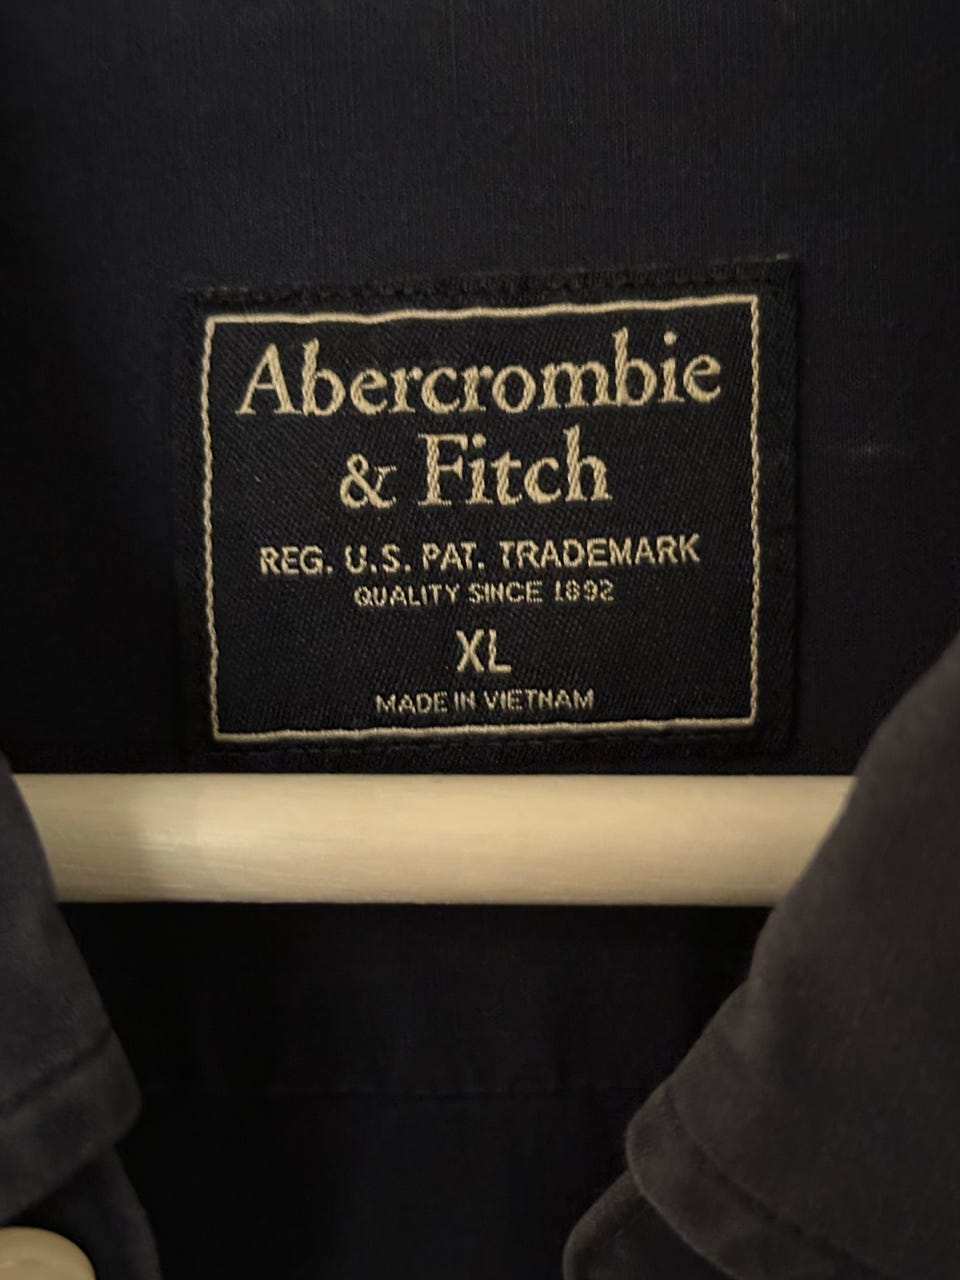 Abercrombie
& Fitch
REG. U.S. PAT. TRADEMARK
QUALITY SINCE 1892
XL
MADE IN VIETNAM